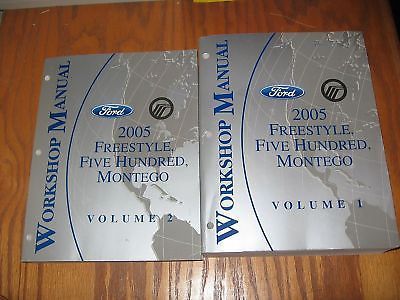 WORKSHOP MANUAL
Ford
2005
FREESTYLE,
FIVE HUNDRED,
MONTEGO
VOLUME 2
WORKSHOP MANUAL
Ford
2005
FREESTYLE,
FIVE HUNDRED,
MONTEGO
VOLUME 1